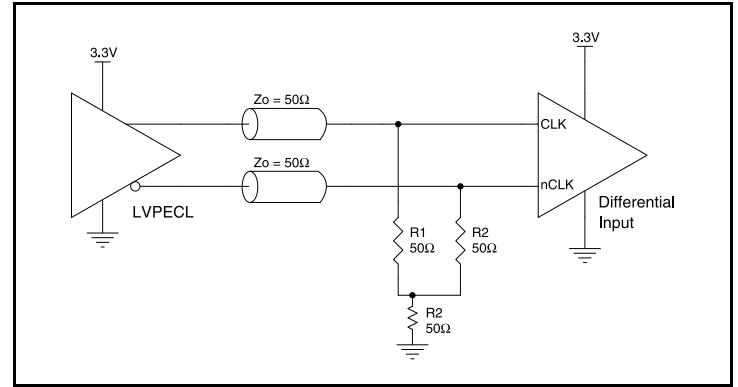 3.3V
3.3V
Zo = 50Ω
CLK
Zo = 50Ω
nCLK
LVPECL
Differential
Input
R1
50Ω
R2
50Ω
R2
50Ω